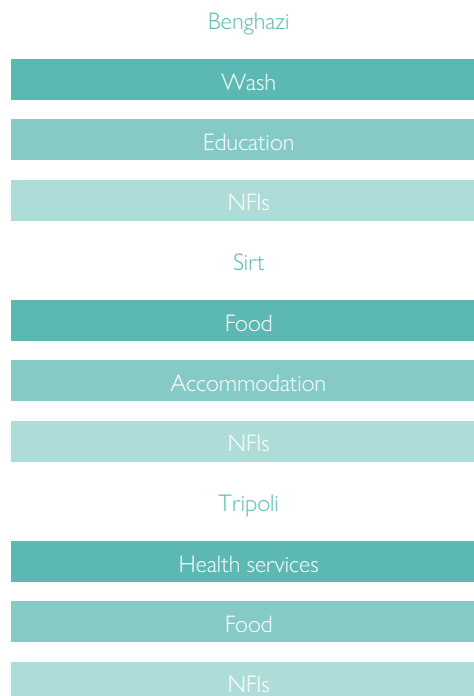 Benghazi
Wash
Education
NFIs
Sirt
Food
Accommodation
NFIs
Tripoli
Health services
Food
NFIs